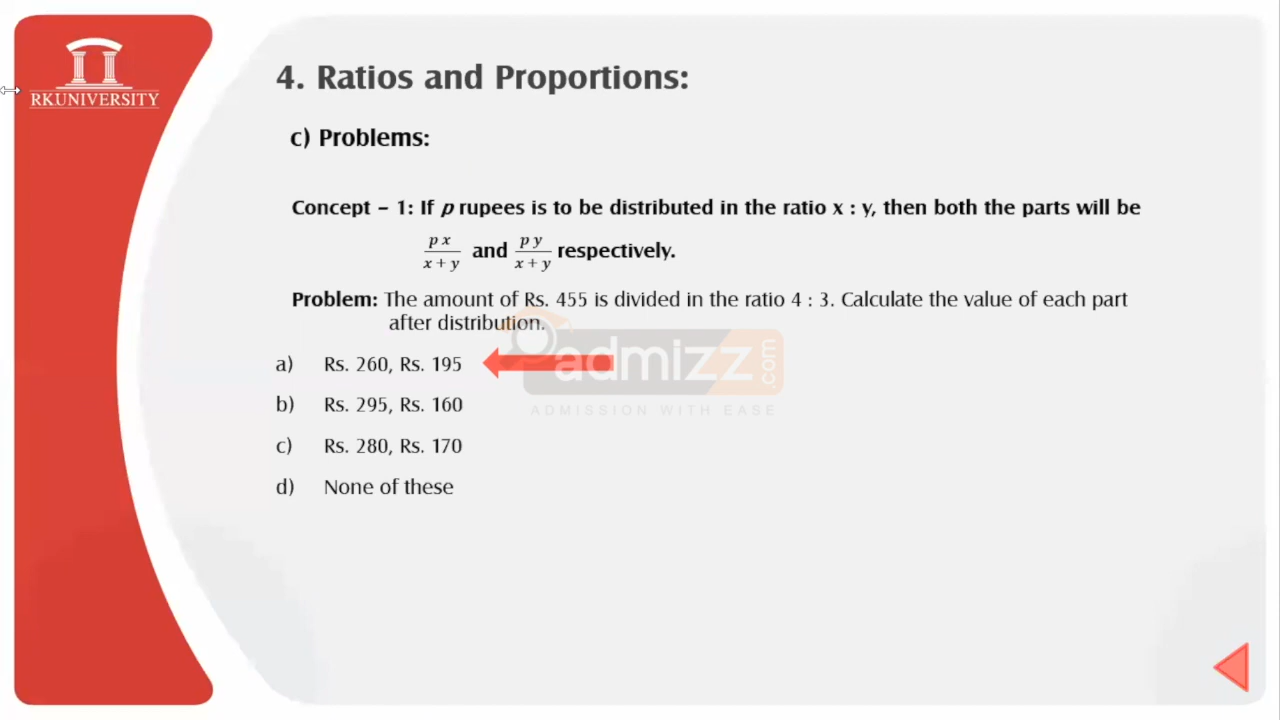 RKUNIVERSITY
4. Ratios and Proportions:
c) Problems:
Concept – 1: If p rupees is to be distributed in the ratio x : y, then both the parts will be
p x / x + y and p y / x + y respectively.
Problem: The amount of Rs. 455 is divided in the ratio 4 : 3. Calculate the value of each part
after distribution.
a) Rs. 260, Rs. 195
admizz.com
ADMISSION WITH EASE
b) Rs. 295, Rs. 160
c) Rs. 280, Rs. 170
d) None of these